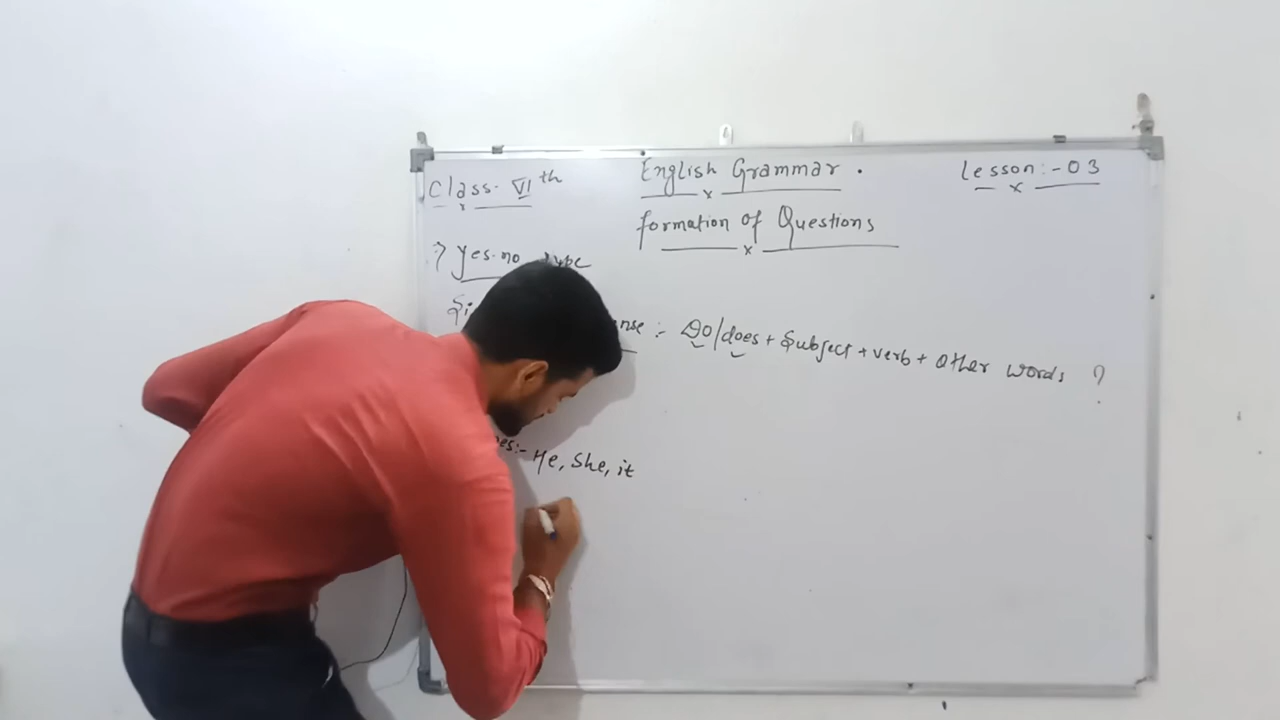 Class- VI th
English Grammar .
Lesson:-03
formation of Questions
Yes-no type
:- Do/does + Subject + verb + Other words ?
He, She, it